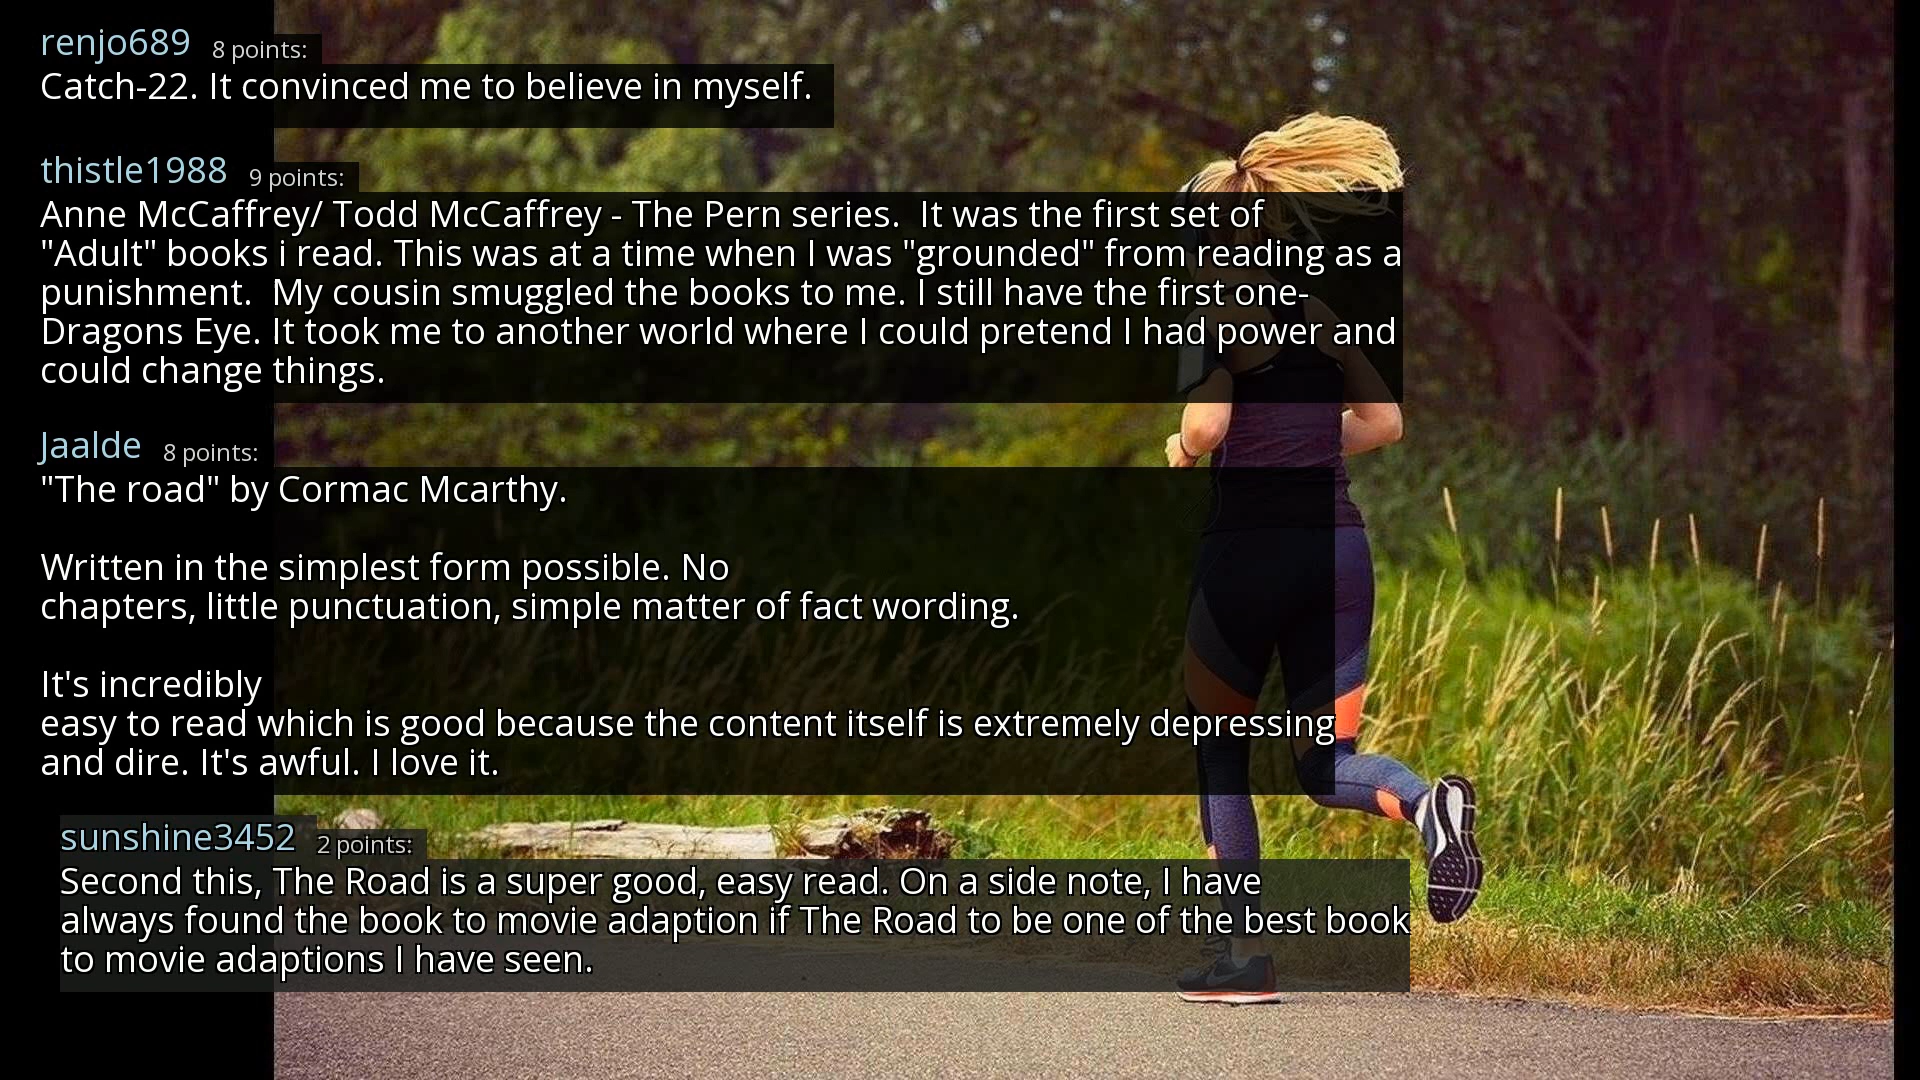 renjo689 8 points:
Catch-22. It convinced me to believe in myself.
thistle1988 9 points:
Anne McCaffrey/ Todd McCaffrey - The Pern series.  It was the first set of
"Adult" books i read. This was at a time when I was "grounded" from reading as a
punishment.  My cousin smuggled the books to me. I still have the first one-
Dragons Eye. It took me to another world where I could pretend I had power and
could change things.
Jaalde 8 points:
"The road" by Cormac Mcarthy.
Written in the simplest form possible. No
chapters, little punctuation, simple matter of fact wording.
It's incredibly
easy to read which is good because the content itself is extremely depressing
and dire. It's awful. I love it.
sunshine3452 2 points:
Second this, The Road is a super good, easy read. On a side note, I have
always found the book to movie adaption if The Road to be one of the best book
to movie adaptions I have seen.